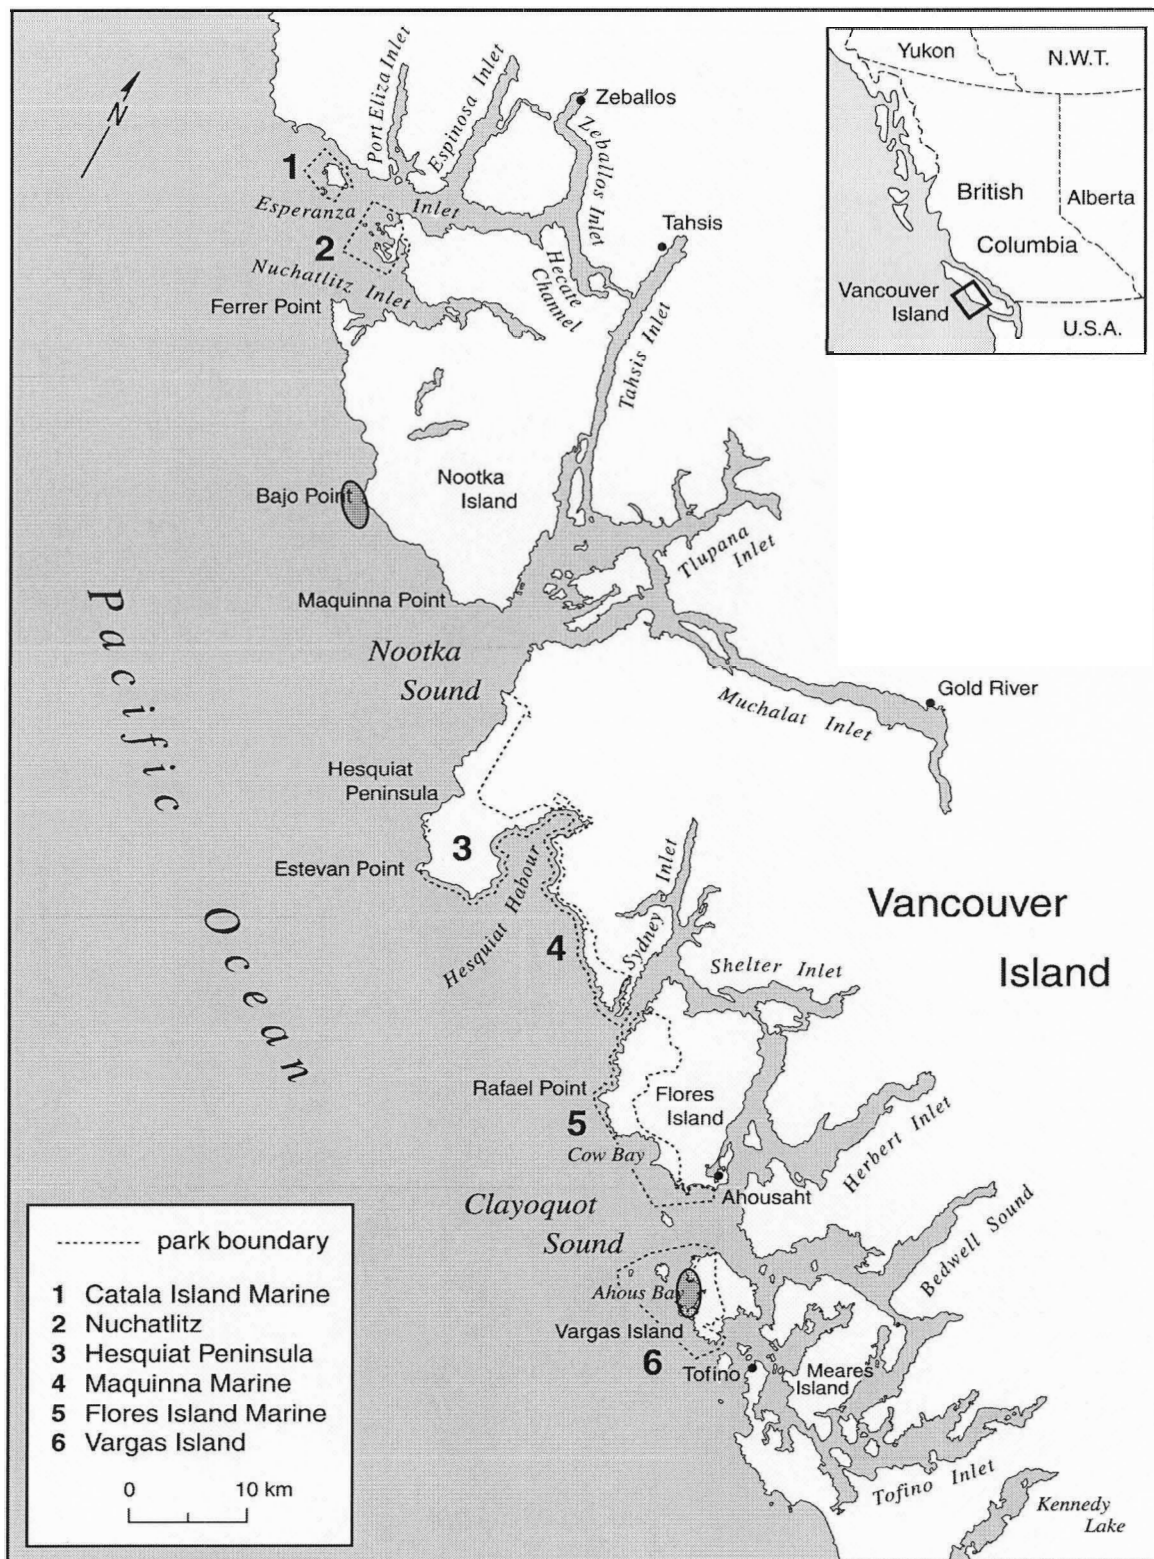 Yukon
N.W.T.
British
Columbia
Alberta
Vancouver
Island
U.S.A.
N
Port Eliza Inlet
Espinosa Inlet
Zeballos
Zeballos Inlet
1
Esperanza Inlet
2
Nuchatlitz Inlet
Hecate
Channel
Tahsis
Tahsis Inlet
Ferrer Point
Nootka
Island
Bajo Point
Tlupana
Inlet
Maquinna Point
Nootka
Sound
Gold River
Muchalat Inlet
Pacific Ocean
Hesquiat
Peninsula
3
Estevan Point
Hesquiat Habour
4
Sydney Inlet
Vancouver
Island
Shelter Inlet
Rafael Point
5
Flores
Island
Cow Bay
Herbert Inlet
Ahousaht
Clayoquot
Sound
Bedwell Sound
Ahous Bay
Vargas Island
6
Tofino
Meares
Island
Tofino Inlet
Kennedy
Lake
park boundary
1 Catala Island Marine
2 Nuchatlitz
3 Hesquiat Peninsula
4 Maquinna Marine
5 Flores Island Marine
6 Vargas Island
0 10 km